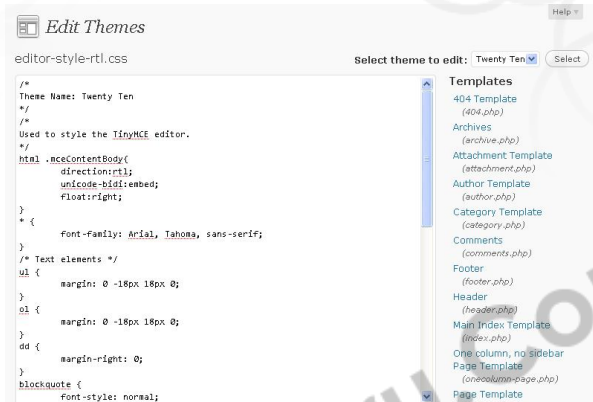 Help
Edit Themes
editor-style-rtl.css
Select theme to edit: Twenty Ten Select
/*
Theme Name: Twenty Ten
*/
/*
Used to style the TinyMCE editor.
*/
html .mceContentBody{
direction:rtl;
unicode-bidi:embed;
float:right;
}
* {
font-family: Arial, Tahoma, sans-serif;
}
/* Text elements */
ul {
margin: 0 -18px 18px 0;
}
ol {
margin: 0 -18px 18px 0;
}
dd {
margin-right: 0;
}
blockquote {
font-style: normal;
Templates
404 Template
(404.php)
Archives
(archive.php)
Attachment Template
(attachment.php)
Author Template
(author.php)
Category Template
(category.php)
Comments
(comments.php)
Footer
(footer.php)
Header
(header.php)
Main Index Template
(index.php)
One column, no sidebar
Page Template
(onecolumn-page.php)
Page Template